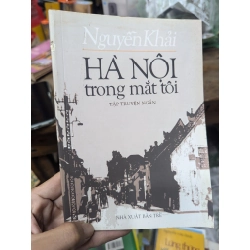 Nguyễn Khải
HÀ NỘI
trong mắt tôi
TẬP TRUYỆN NGẮN
NHÀ XUẤT BẢN TRẺ